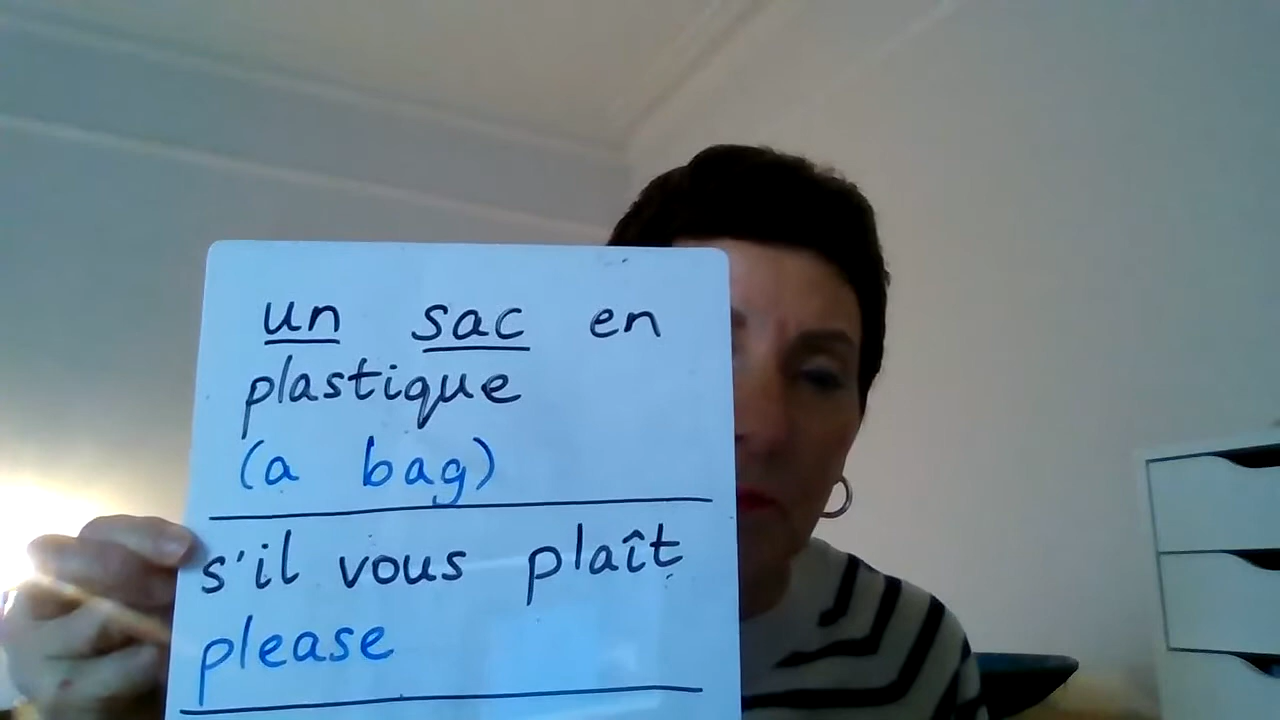 un sac en
plastique
(a bag)
s'il vous plaît
please